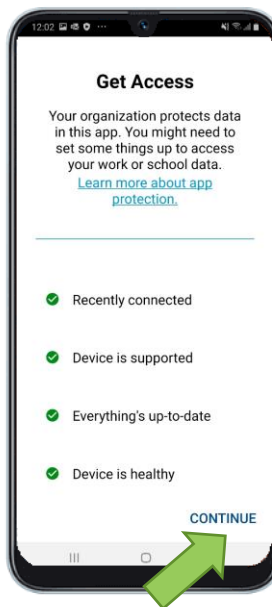 12:02
Get Access
Your organization protects data
in this app. You might need to
set some things up to access
your work or school data.
Learn more about app
protection.
Recently connected
Device is supported
Everything's up-to-date
Device is healthy
CONTINUE